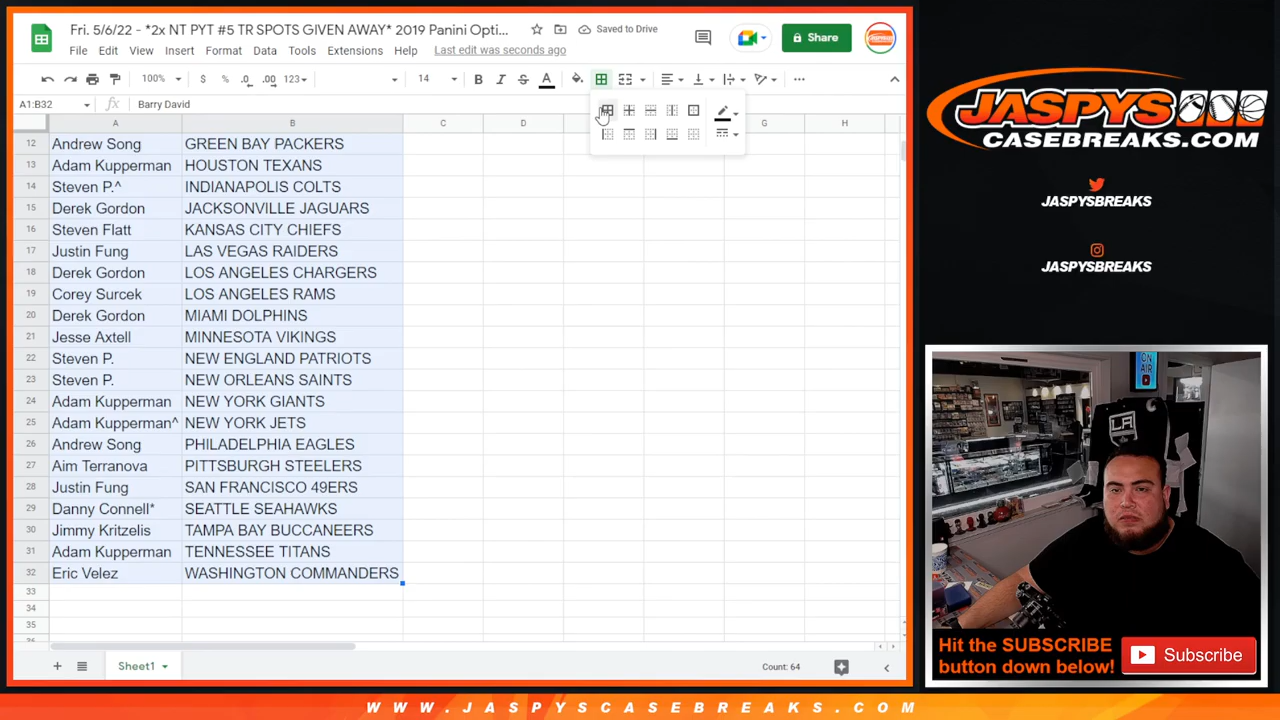 Fri. 5/6/22 - *2x NT PYT #5 TR SPOTS GIVEN AWAY* 2019 Panini Opti...
Saved to Drive
Share
File Edit View Insert Format Data Tools Extensions Help Last edit was seconds ago
100% $ % .0 .00 123 14 B I S A
A1:B32 fx Barry David
A B C D E F G H
12 Andrew Song GREEN BAY PACKERS
13 Adam Kupperman HOUSTON TEXANS
14 Steven P.^ INDIANAPOLIS COLTS
15 Derek Gordon JACKSONVILLE JAGUARS
16 Steven Flatt KANSAS CITY CHIEFS
17 Justin Fung LAS VEGAS RAIDERS
18 Derek Gordon LOS ANGELES CHARGERS
19 Corey Surcek LOS ANGELES RAMS
20 Derek Gordon MIAMI DOLPHINS
21 Jesse Axtell MINNESOTA VIKINGS
22 Steven P. NEW ENGLAND PATRIOTS
23 Steven P. NEW ORLEANS SAINTS
24 Adam Kupperman NEW YORK GIANTS
25 Adam Kupperman^ NEW YORK JETS
26 Andrew Song PHILADELPHIA EAGLES
27 Aim Terranova PITTSBURGH STEELERS
28 Justin Fung SAN FRANCISCO 49ERS
29 Danny Connell* SEATTLE SEAHAWKS
30 Jimmy Kritzelis TAMPA BAY BUCCANEERS
31 Adam Kupperman TENNESSEE TITANS
32 Eric Velez WASHINGTON COMMANDERS
33
34
35
Sheet1
Count: 64
JASPYS
CASEBREAKS.COM
JASPYSBREAKS
JASPYSBREAKS
ON AIR
LA
Hit the SUBSCRIBE
button down below!
Subscribe
WWW.JASPYSCASEBREAKS.COM